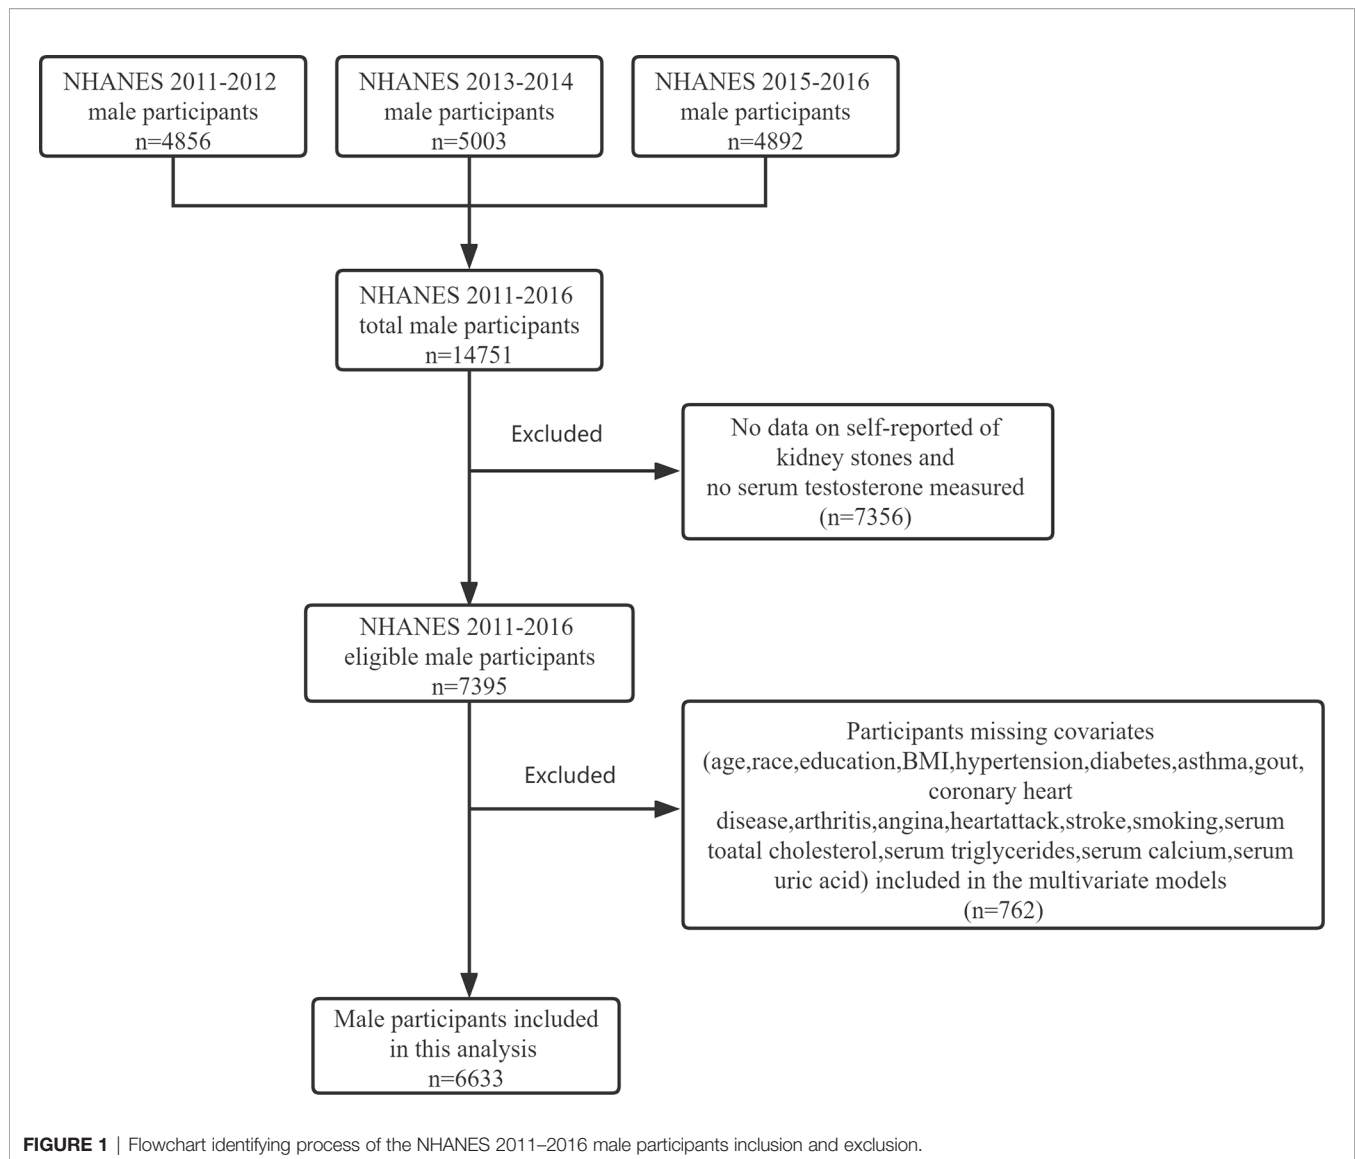 NHANES 2011-2012
male participants
n=4856
NHANES 2013-2014
male participants
n=5003
NHANES 2015-2016
male participants
n=4892
NHANES 2011-2016
total male participants
n=14751
Excluded
No data on self-reported of
kidney stones and
no serum testosterone measured
(n=7356)
NHANES 2011-2016
eligible male participants
n=7395
Excluded
Participants missing covariates
(age,race,education,BMI,hypertension,diabetes,asthma,gout,
coronary heart
disease,arthritis,angina,heartattack,stroke,smoking,serum
toatal cholesterol,serum triglycerides,serum calcium,serum
uric acid) included in the multivariate models
(n=762)
Male participants included
in this analysis
n=6633
FIGURE 1 | Flowchart identifying process of the NHANES 2011–2016 male participants inclusion and exclusion.